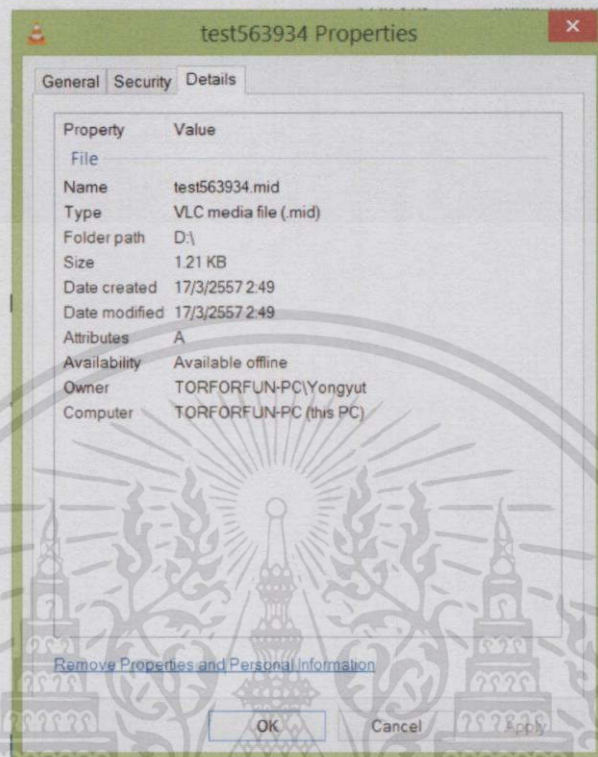 test563934 Properties
General Security Details
Property Value
File
Name test563934.mid
Type VLC media file (.mid)
Folder path D:\
Size 1.21 KB
Date created 17/3/2557 2:49
Date modified 17/3/2557 2:49
Attributes A
Availability Available offline
Owner TORFORFUN-PC\Yongyut
Computer TORFORFUN-PC (this PC)
Remove Properties and Personal Information
OK Cancel Apply